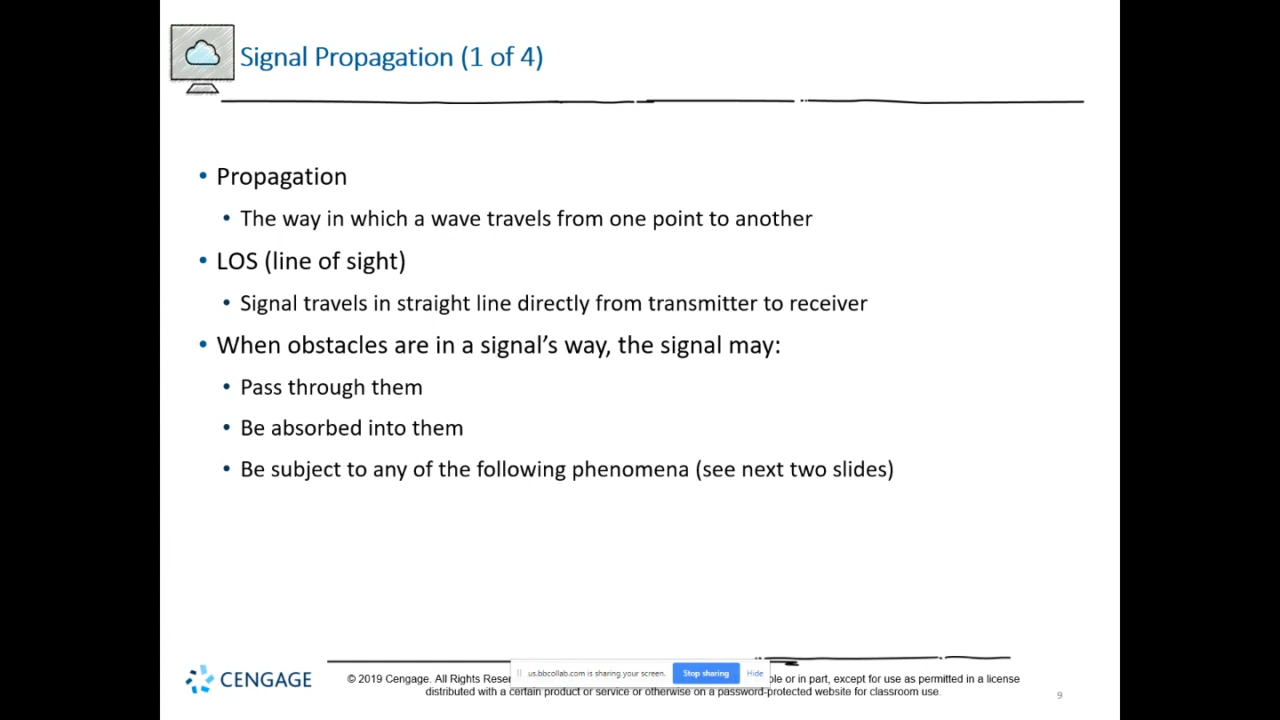 Signal Propagation (1 of 4)
• Propagation
• The way in which a wave travels from one point to another
• LOS (line of sight)
• Signal travels in straight line directly from transmitter to receiver
• When obstacles are in a signal’s way, the signal may:
• Pass through them
• Be absorbed into them
• Be subject to any of the following phenomena (see next two slides)
CENGAGE
© 2019 Cengage. All Rights
us.bbcollab.com is sharing your screen. Stop sharing Hide
or in part, except for use as permitted in a license
distributed with a certain product or service or otherwise on a password-protected website for classroom use.
9